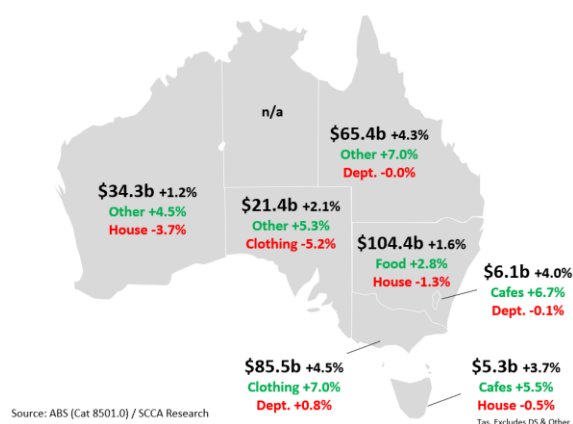 n/a
$65.4b +4.3%
Other +7.0%
Dept. -0.0%
$34.3b +1.2%
Other +4.5%
House -3.7%
$21.4b +2.1%
Other +5.3%
Clothing -5.2%
$104.4b +1.6%
Food +2.8%
House -1.3%
$6.1b +4.0%
Cafes +6.7%
Dept. -0.1%
$85.5b +4.5%
Clothing +7.0%
Dept. +0.8%
$5.3b +3.7%
Cafes +5.5%
House -0.5%
Source: ABS (Cat 8501.0) / SCCA Research
Tas. Excludes DS & Other